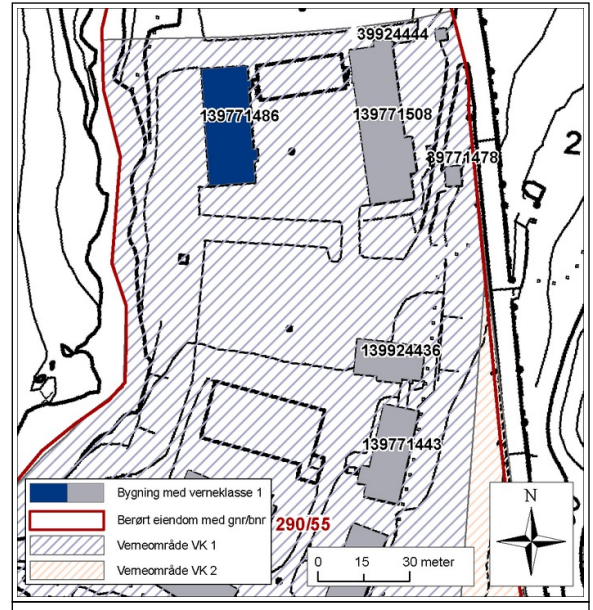 39924444
139771486
139771508
39771478
2
139924436
139771443
Bygning med verneklasse 1
Berørt eiendom med gnr/bnr
290/55
Verneområde VK 1
Verneområde VK 2
0 15 30 meter
N